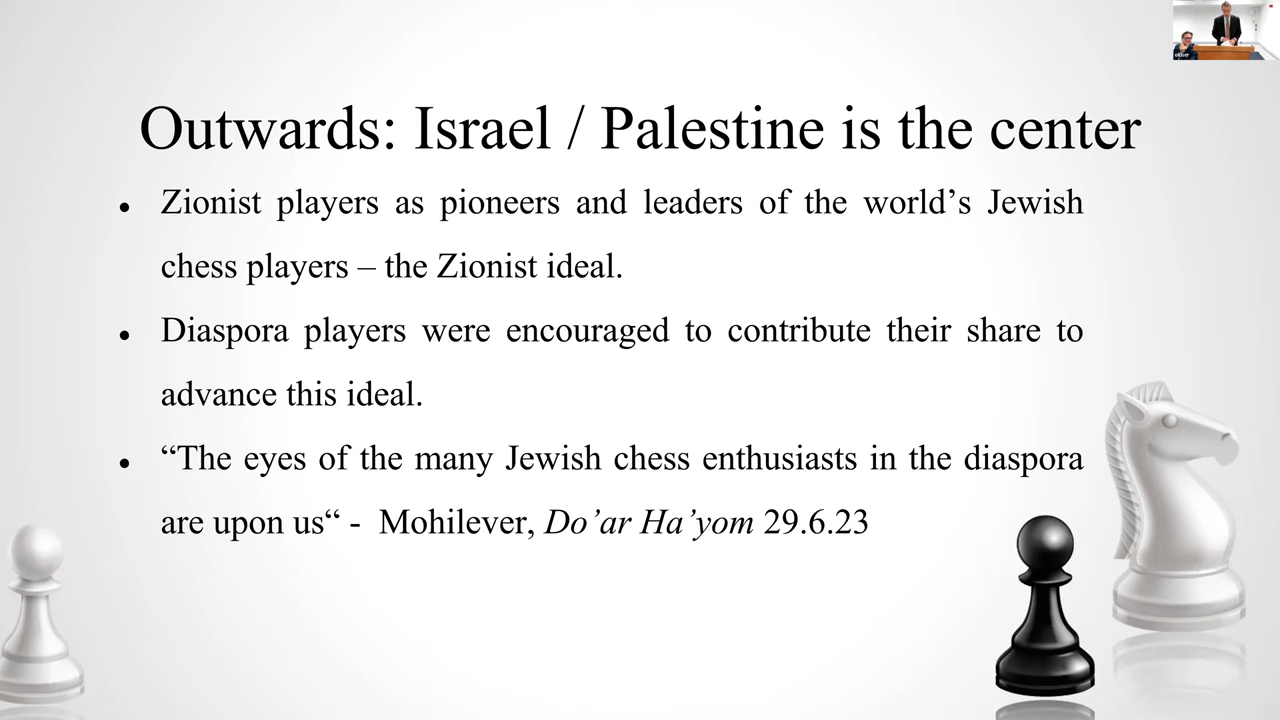 Outwards: Israel / Palestine is the center
• Zionist players as pioneers and leaders of the world’s Jewish
chess players – the Zionist ideal.
• Diaspora players were encouraged to contribute their share to
advance this ideal.
• “The eyes of the many Jewish chess enthusiasts in the diaspora
are upon us“ - Mohilever, Do’ar Ha’yom 29.6.23